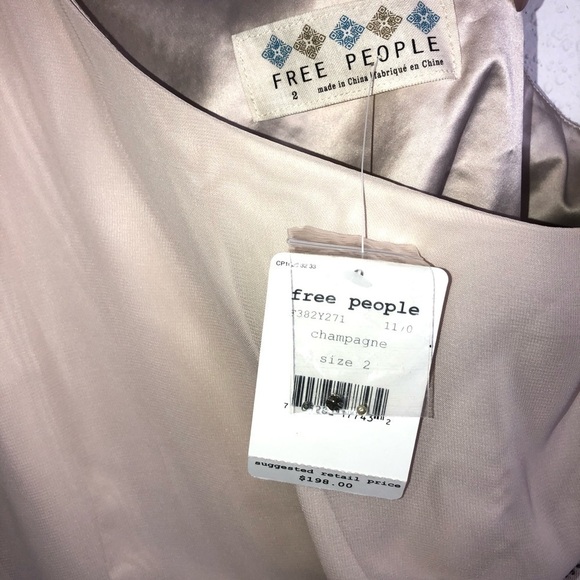 FREE PEOPLE
2 made in China fabriqué en Chine
free people
F382Y271
champagne
size 2
suggested retail price
$198.00